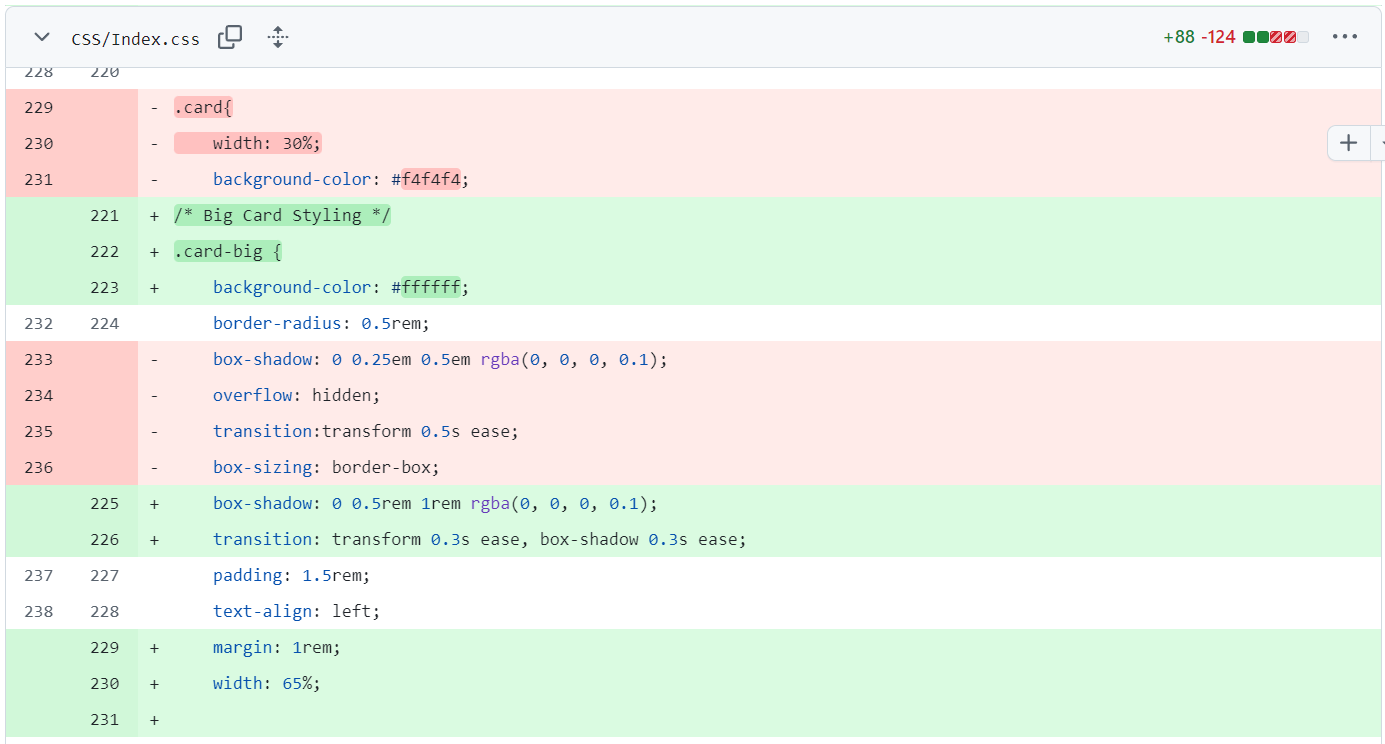 CSS/Index.css +88 -124
228 220
229 - .card{
230 -     width: 30%;
231 -     background-color: #f4f4f4;
221 + /* Big Card Styling */
222 + .card-big {
223 +     background-color: #ffffff;
232 224     border-radius: 0.5rem;
233 -     box-shadow: 0 0.25em 0.5em rgba(0, 0, 0, 0.1);
234 -     overflow: hidden;
235 -     transition:transform 0.5s ease;
236 -     box-sizing: border-box;
225 +     box-shadow: 0 0.5rem 1rem rgba(0, 0, 0, 0.1);
226 +     transition: transform 0.3s ease, box-shadow 0.3s ease;
237 227     padding: 1.5rem;
238 228     text-align: left;
229 +     margin: 1rem;
230 +     width: 65%;
231 +